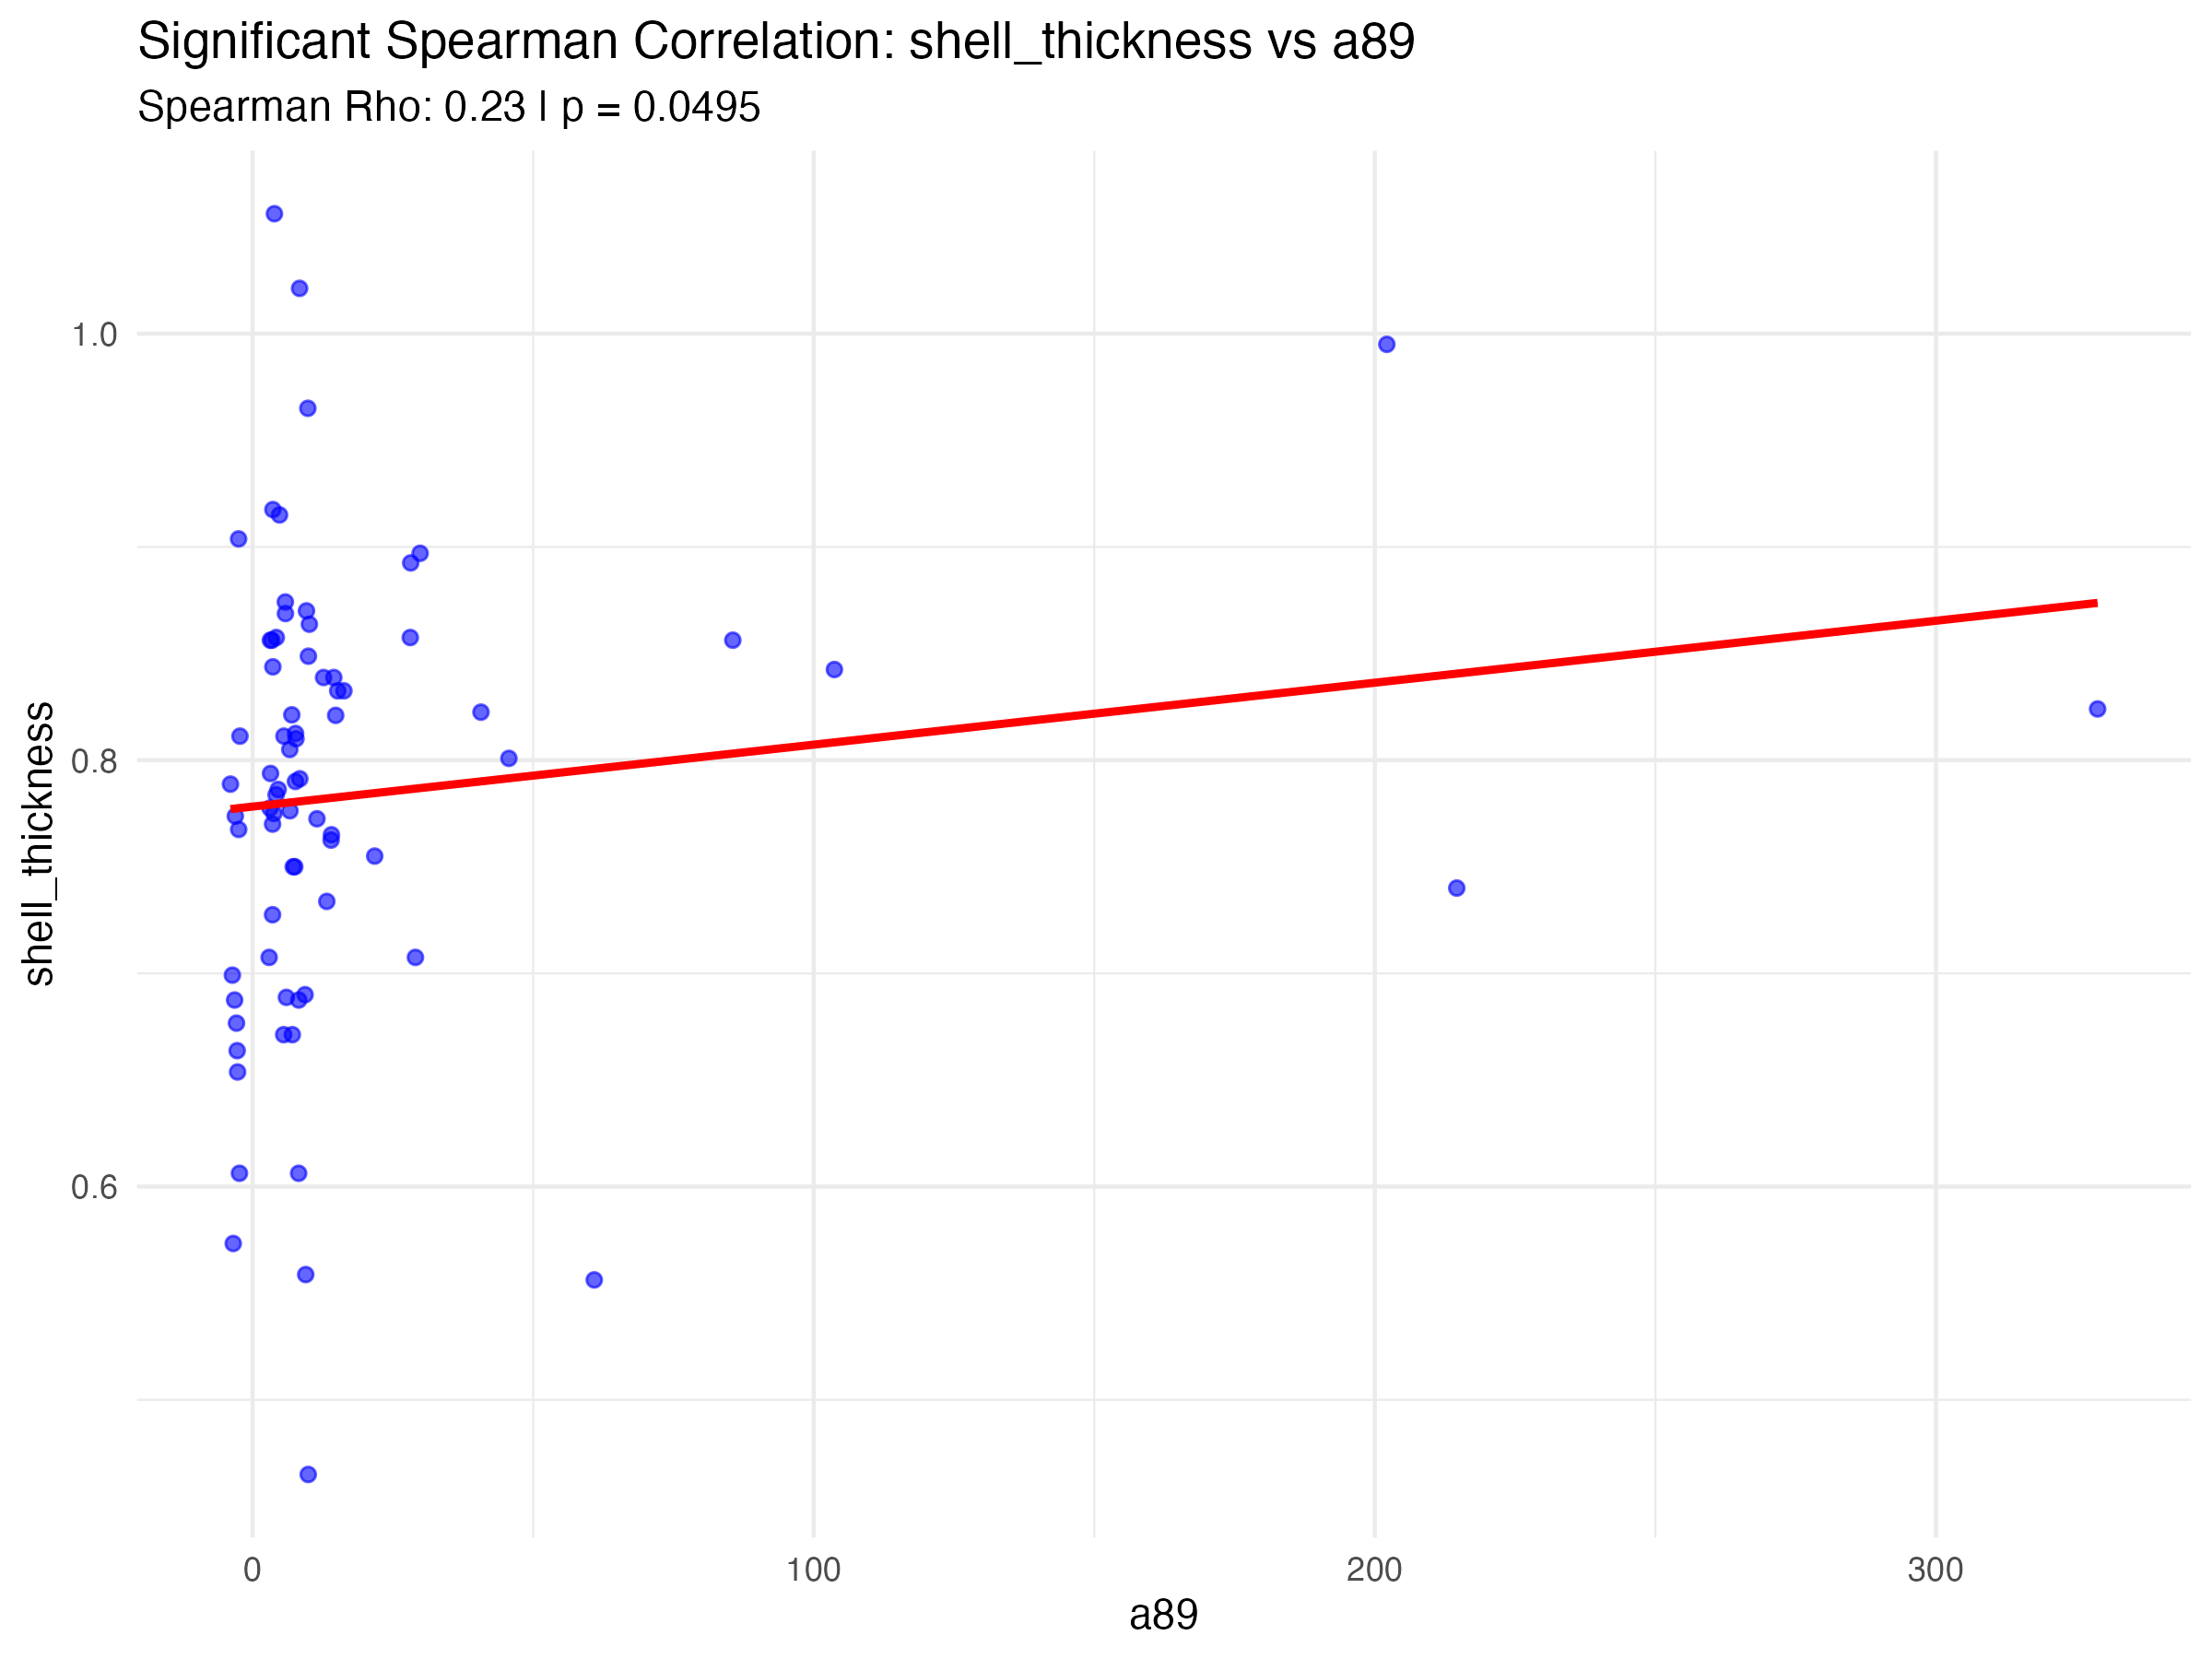 Significant Spearman Correlation: shell_thickness vs a89
Spearman Rho: 0.23 | p = 0.0495
1.0
0.8
0.6
shell_thickness
0
100
200
300
a89